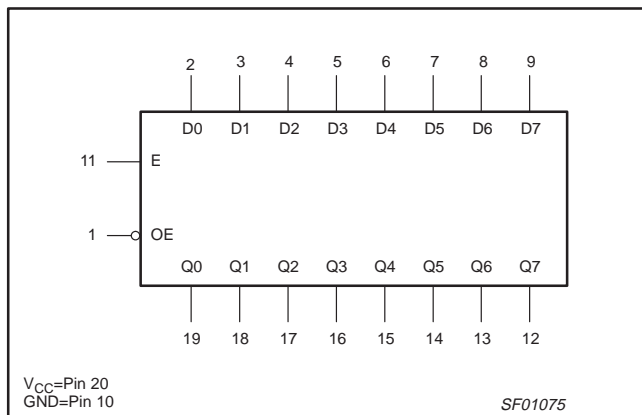 2 3 4 5 6 7 8 9
D0 D1 D2 D3 D4 D5 D6 D7
11 E
1 OE
Q0 Q1 Q2 Q3 Q4 Q5 Q6 Q7
19 18 17 16 15 14 13 12
VCC=Pin 20
GND=Pin 10
SF01075